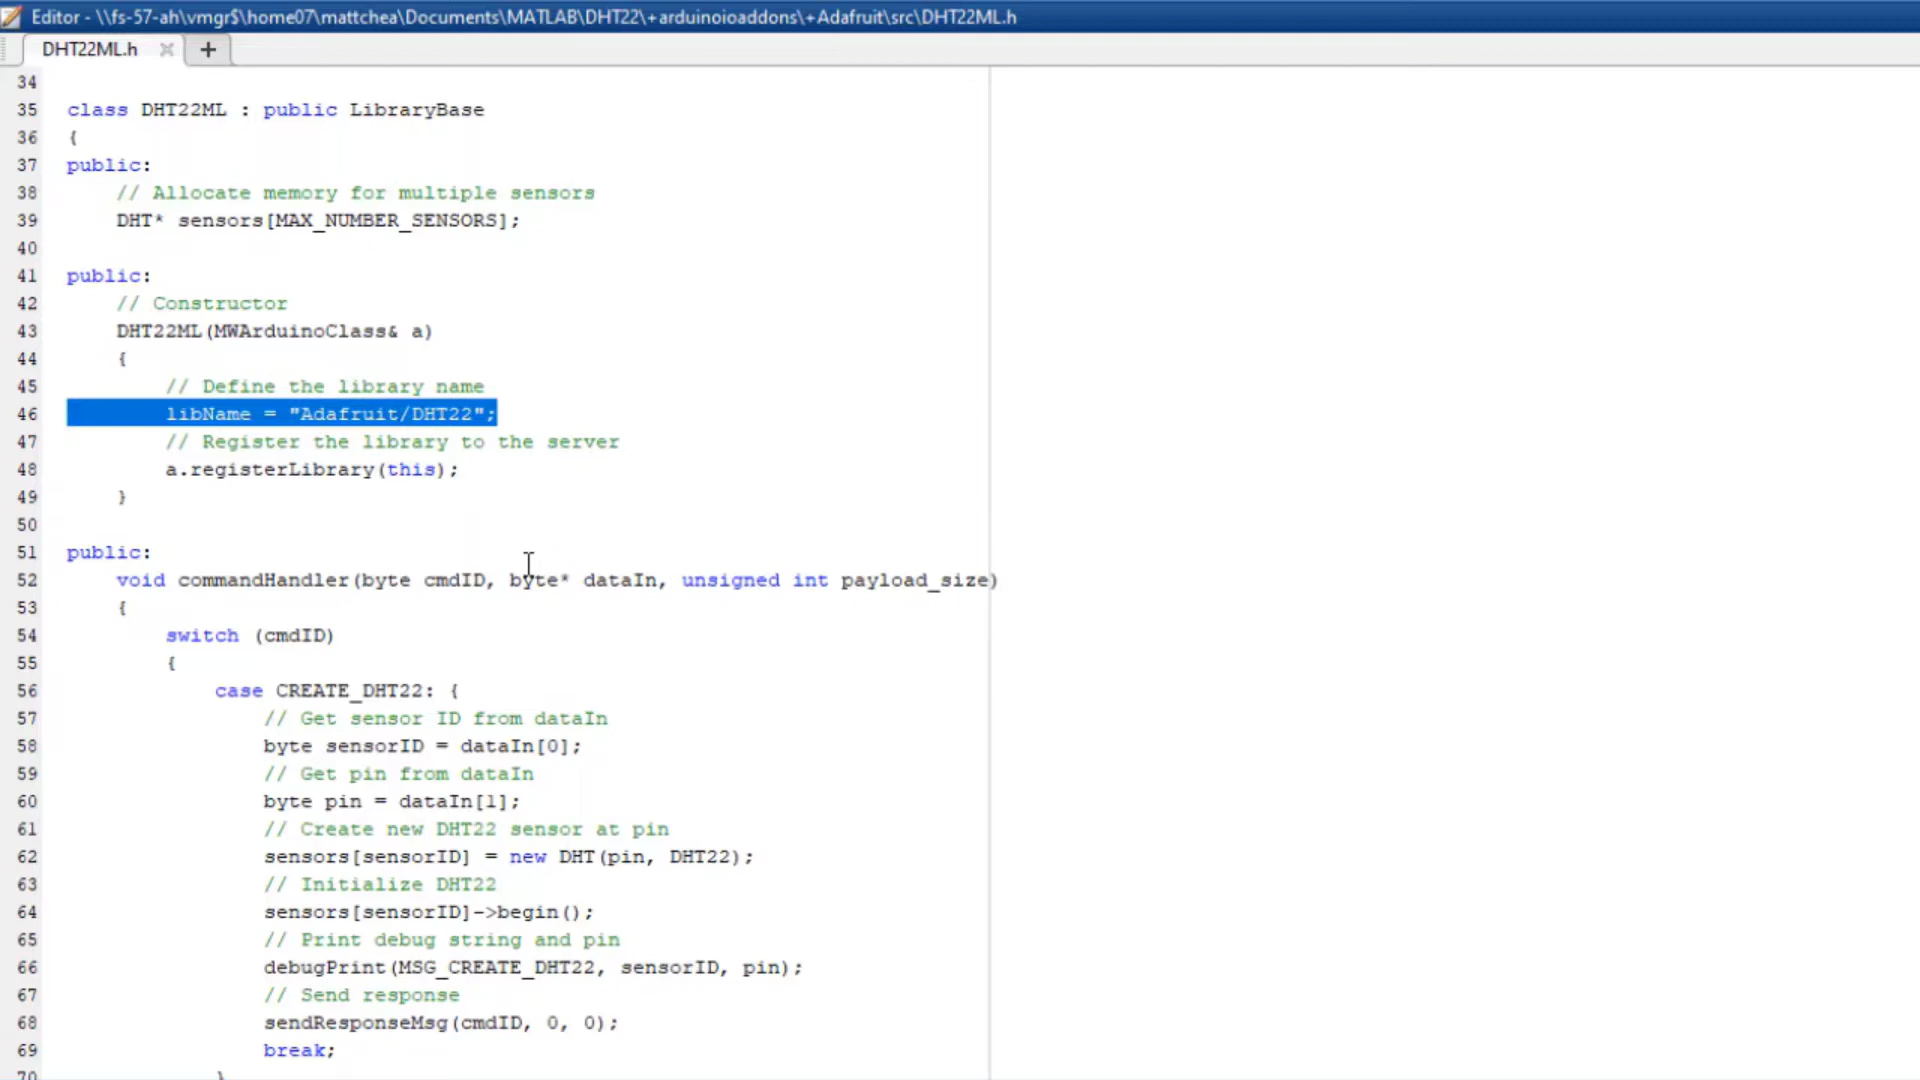 Editor - \\fs-57-ah\vmgr$\home07\mattchea\Documents\MATLAB\DHT22\+arduinoioaddons\+Adafruit\src\DHT22ML.h
DHT22ML.h × +
34
35 class DHT22ML : public LibraryBase
36 {
37 public:
38 // Allocate memory for multiple sensors
39 DHT* sensors[MAX_NUMBER_SENSORS];
40
41 public:
42 // Constructor
43 DHT22ML(MWArduinoClass& a)
44 {
45 // Define the library name
46 libName = "Adafruit/DHT22";
47 // Register the library to the server
48 a.registerLibrary(this);
49 }
50
51 public:
52 void commandHandler(byte cmdID, byte* dataIn, unsigned int payload_size)
53 {
54 switch (cmdID)
55 {
56 case CREATE_DHT22: {
57 // Get sensor ID from dataIn
58 byte sensorID = dataIn[0];
59 // Get pin from dataIn
60 byte pin = dataIn[1];
61 // Create new DHT22 sensor at pin
62 sensors[sensorID] = new DHT(pin, DHT22);
63 // Initialize DHT22
64 sensors[sensorID]->begin();
65 // Print debug string and pin
66 debugPrint(MSG_CREATE_DHT22, sensorID, pin);
67 // Send response
68 sendResponseMsg(cmdID, 0, 0);
69 break;
70 }